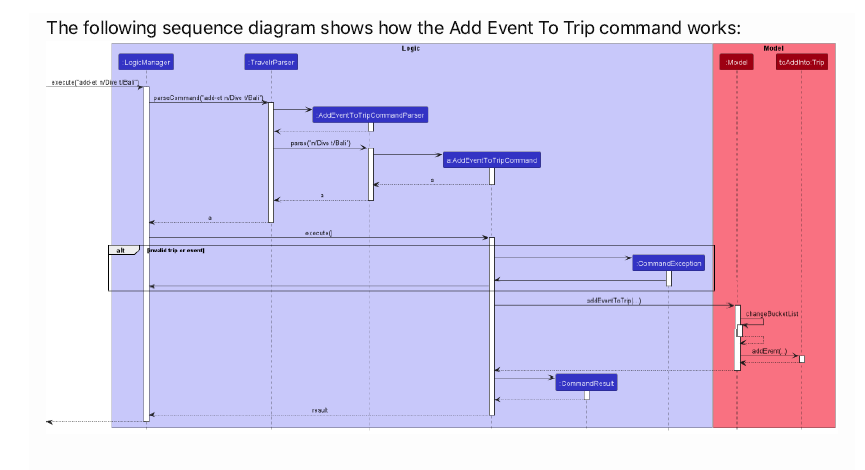 The following sequence diagram shows how the Add Event To Trip command works:
Logic
Model
:LogicManager
:TravelrParser
:Model
toAddInto:Trip
execute("add-et n/Dive t/Bali")
parseCommand("add-et n/Dive t/Bali")
:AddEventToTripCommandParser
parse("n/Dive t/Bali")
a:AddEventToTripCommand
a
a
a
execute()
alt
[invalid trip or event]
:CommandException
addEventToTrip(...)
changeBucketList
addEvent(..)
:CommandResult
result